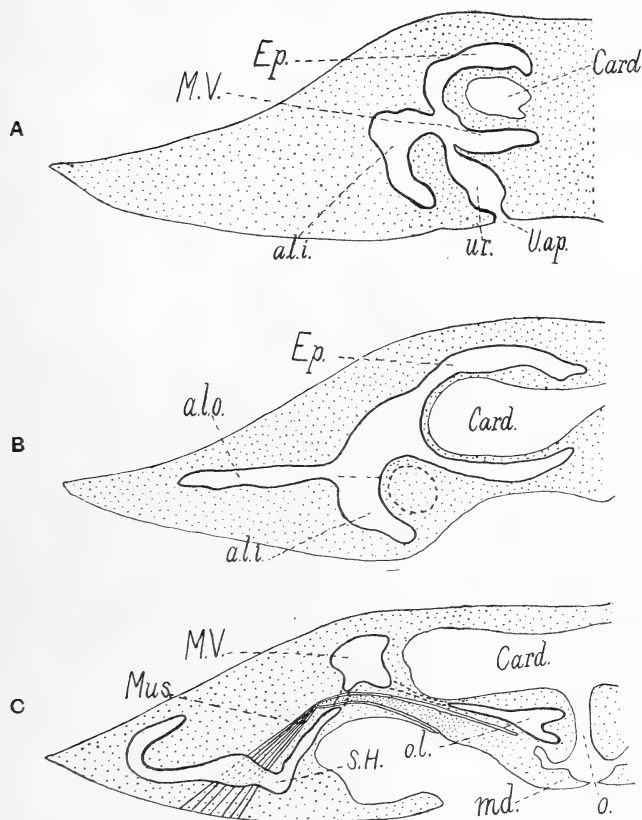 Ep.
Card
M.V.
A
al.i.
ur.
U.ap.
Ep.
a.l.o.
Card.
B
a.l.i.
M.V.
Card.
Mus.
C
S.H.
o.l.
md.
o.